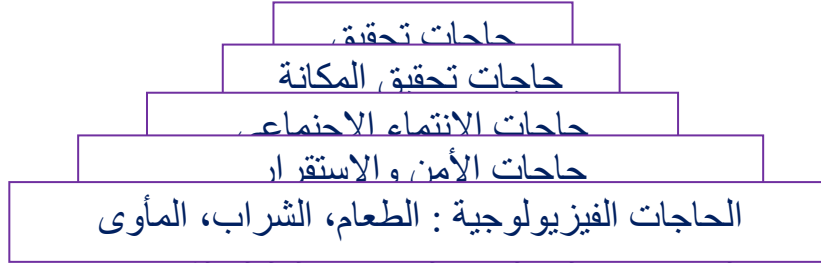 حاجات تحقيق
حاجات تحقيق المكانة
حاجات الانتماء الاجتماعي
حاجات الأمن والاستقرار
الحاجات الفيزيولوجية : الطعام، الشراب، المأوى